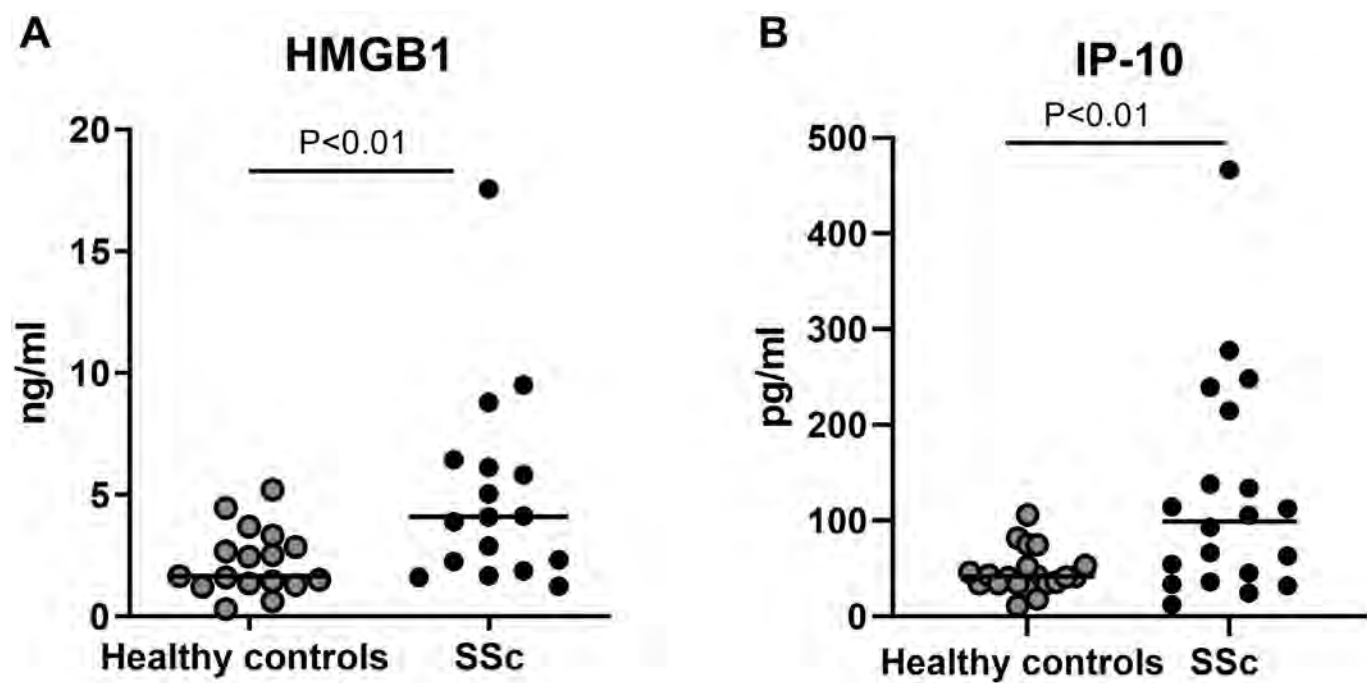 A
HMGB1
P<0.01
20
15
10
5
0
ng/ml
Healthy controls
SSc
B
IP-10
P<0.01
500
400
300
200
100
0
pg/ml
Healthy controls
SSc